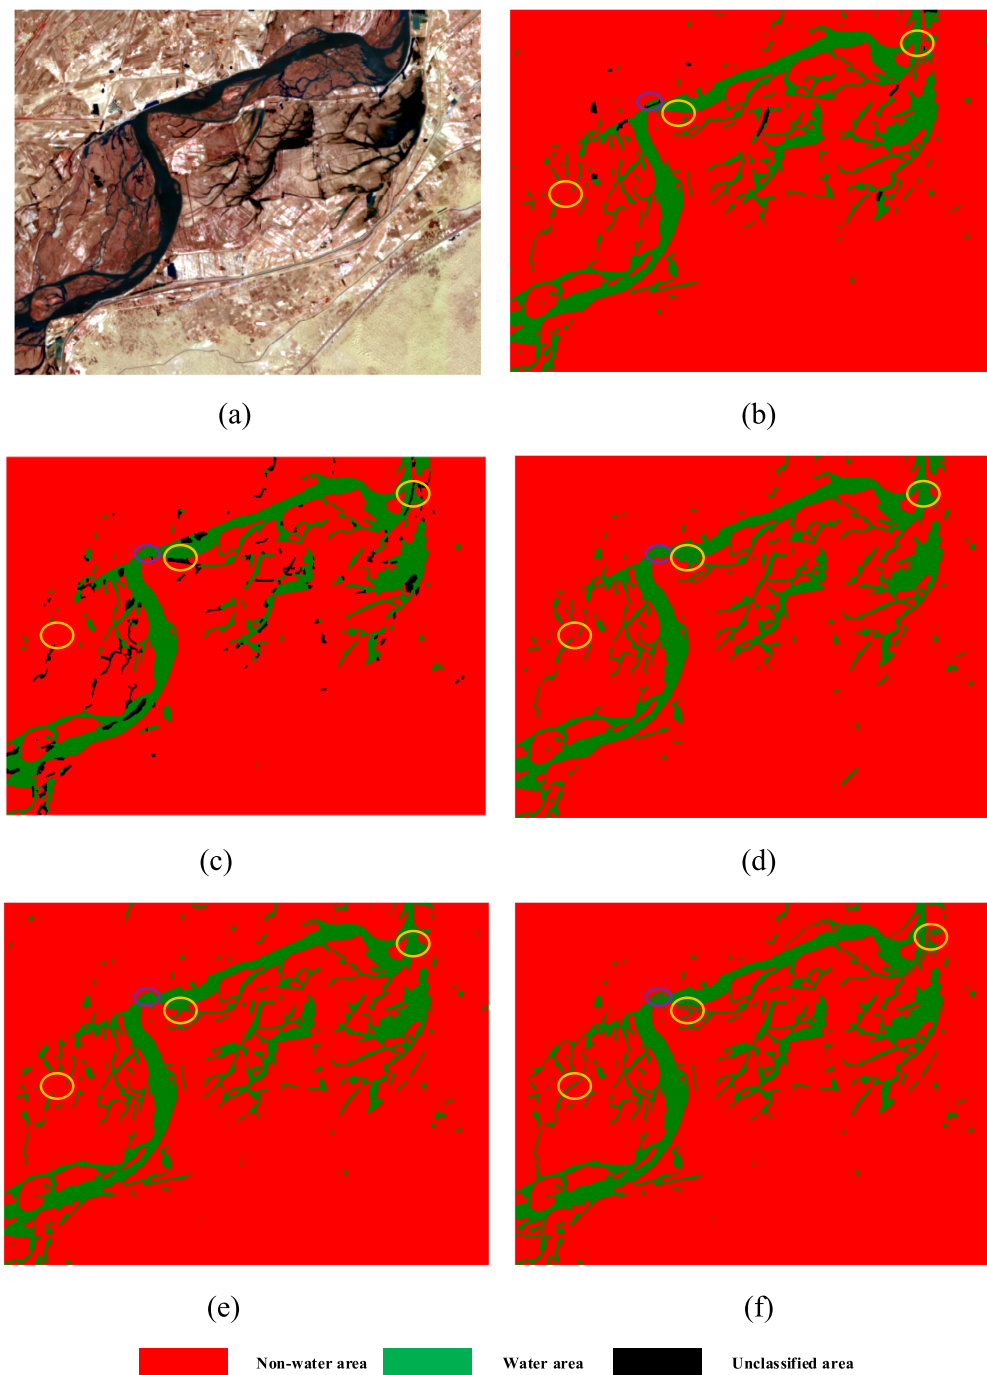 (a)
(b)
(c)
(d)
(e)
(f)
Non-water area
Water area
Unclassified area